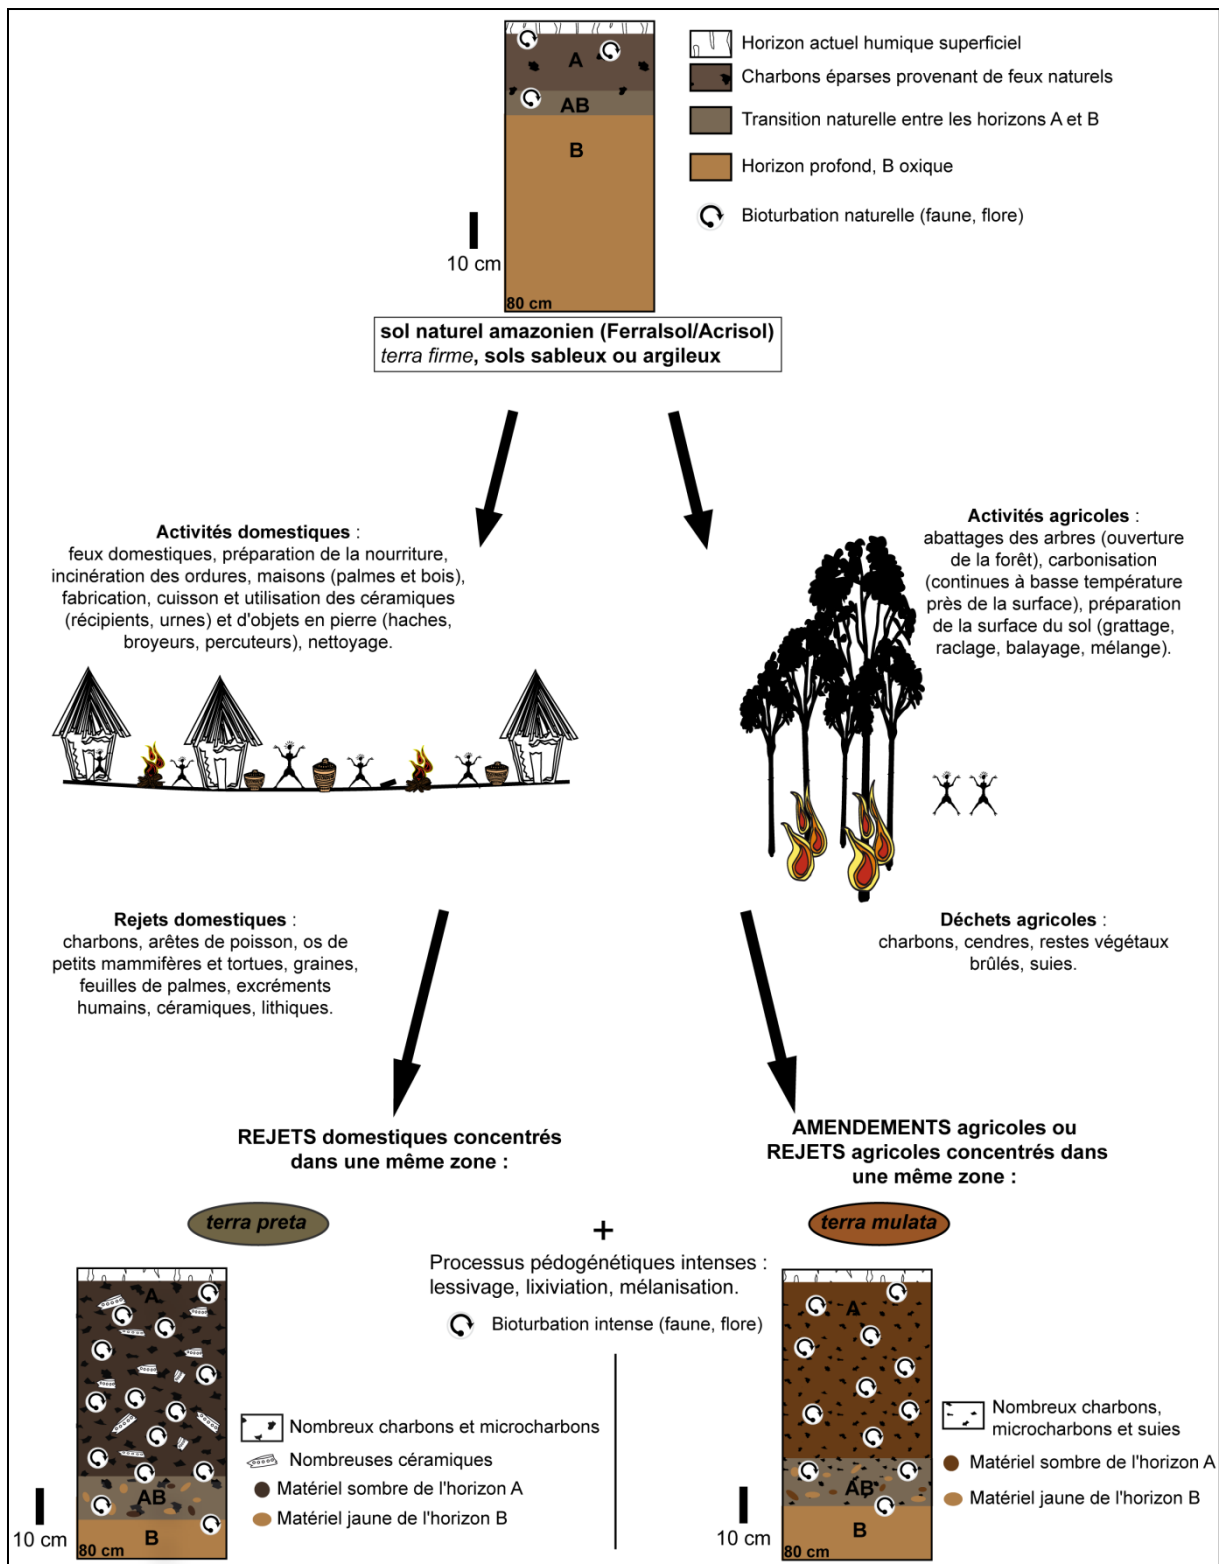 Horizon actuel humique superficiel
Charbons éparses provenant de feux naturels
Transition naturelle entre les horizons A et B
Horizon profond, B oxique
Bioturbation naturelle (faune, flore)
A
AB
B
10 cm
80 cm
sol naturel amazonien (Ferralsol/Acrisol)
terra firme, sols sableux ou argileux
Activités domestiques :
feux domestiques, préparation de la nourriture,
incinération des ordures, maisons (palmes et bois),
fabrication, cuisson et utilisation des céramiques
(récipients, urnes) et d'objets en pierre (haches,
broyeurs, percuteurs), nettoyage.
Activités agricoles :
abattages des arbres (ouverture
de la forêt), carbonisation
(continues à basse température
près de la surface), préparation
de la surface du sol (grattage,
raclage, balayage, mélange).
Rejets domestiques :
charbons, arêtes de poisson, os de
petits mammifères et tortues, graines,
feuilles de palmes, excréments
humains, céramiques, lithiques.
Déchets agricoles :
charbons, cendres, restes végétaux
brûlés, suies.
REJETS domestiques concentrés
dans une même zone :
AMENDEMENTS agricoles ou
REJETS agricoles concentrés dans
une même zone :
terra preta
terra mulata
+
Processus pédogénétiques intenses :
lessivage, lixiviation, mélanisation.
Bioturbation intense (faune, flore)
A
AB
B
10 cm
80 cm
Nombreux charbons et microcharbons
Nombreuses céramiques
Matériel sombre de l'horizon A
Matériel jaune de l'horizon B
A
AB
B
10 cm
80 cm
Nombreux charbons,
microcharbons et suies
Matériel sombre de l'horizon A
Matériel jaune de l'horizon B